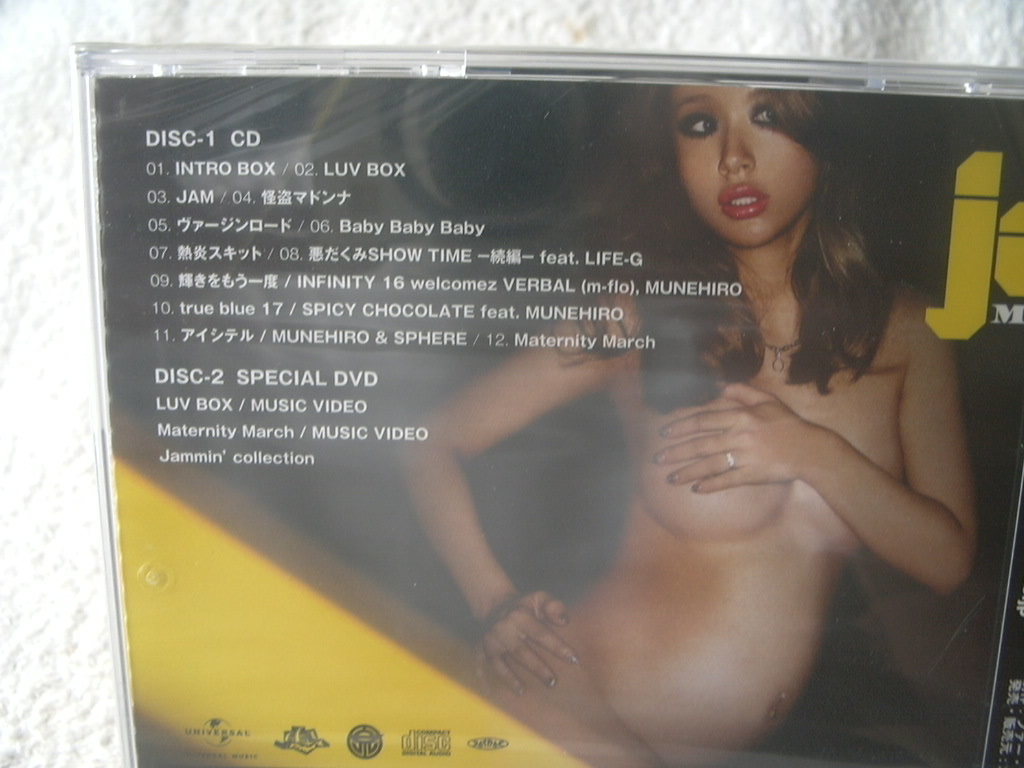 DISC-1 CD
01. INTRO BOX / 02. LUV BOX
03. JAM / 04. 怪盗マドンナ
05. ヴァージンロード / 06. Baby Baby Baby
07. 熱炎スキット / 08. 悪だくみSHOW TIME －続編－ feat. LIFE-G
09. 輝きをもう一度 / INFINITY 16 welcomez VERBAL (m-flo), MUNEHIRO
10. true blue 17 / SPICY CHOCOLATE feat. MUNEHIRO
11. アイシテル / MUNEHIRO & SPHERE / 12. Maternity March
DISC-2 SPECIAL DVD
LUV BOX / MUSIC VIDEO
Maternity March / MUSIC VIDEO
Jammin' collection
j
M
UNIVERSAL
COMPACT
disc
DIGITAL AUDIO